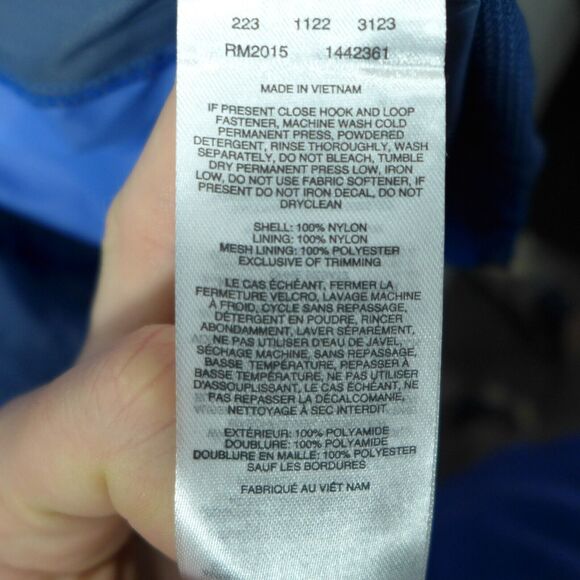 223 1122 3123
RM2015 1442361
MADE IN VIETNAM
IF PRESENT CLOSE HOOK AND LOOP
FASTENER, MACHINE WASH COLD
PERMANENT PRESS, POWDERED
DETERGENT, RINSE THOROUGHLY, WASH
SEPARATELY, DO NOT BLEACH, TUMBLE
DRY PERMANENT PRESS LOW, IRON
LOW, DO NOT USE FABRIC SOFTENER, IF
PRESENT DO NOT IRON DECAL, DO NOT
DRYCLEAN
SHELL: 100% NYLON
LINING: 100% NYLON
MESH LINING: 100% POLYESTER
EXCLUSIVE OF TRIMMING
LE CAS ÉCHÉANT, FERMER LA
FERMETURE VELCRO, LAVAGE MACHINE
À FROID, CYCLE SANS REPASSAGE,
DÉTERGENT EN POUDRE, RINCER
ABONDAMMENT, LAVER SÉPARÉMENT,
NE PAS UTILISER D'EAU DE JAVEL,
SÉCHAGE MACHINE, SANS REPASSAGE,
BASSE TEMPÉRATURE, REPASSER À
BASSE TEMPÉRATURE, NE PAS UTILISER
D'ASSOUPLISSANT, LE CAS ÉCHÉANT, NE
PAS REPASSER LA DÉCALCOMANIE,
NETTOYAGE À SEC INTERDIT
EXTÉRIEUR: 100% POLYAMIDE
DOUBLURE: 100% POLYAMIDE
DOUBLURE EN MAILLE: 100% POLYESTER
SAUF LES BORDURES
FABRIQUÉ AU VIÊT NAM